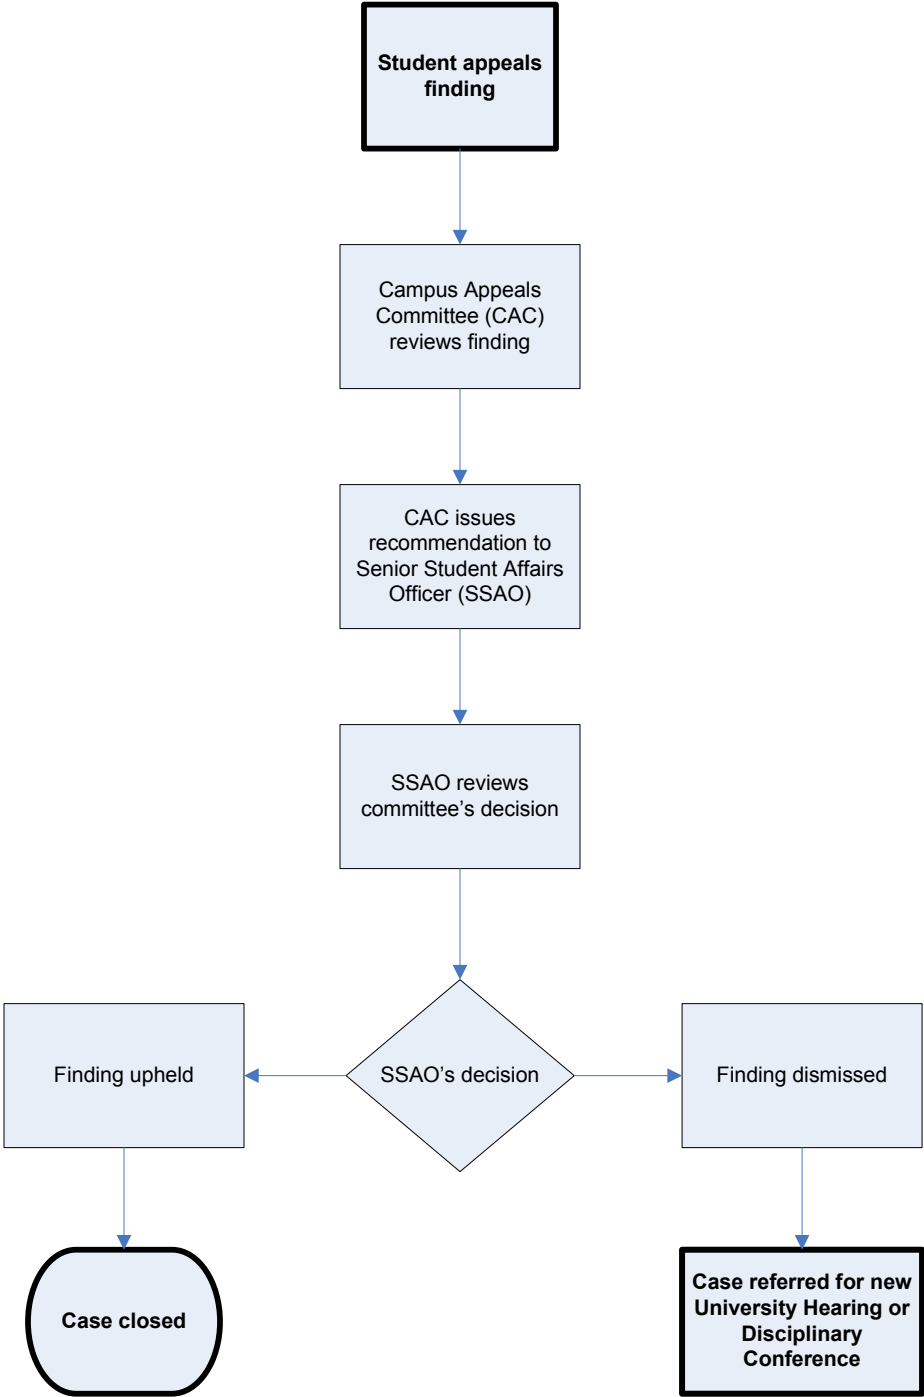 Student appeals
finding
Campus Appeals
Committee (CAC)
reviews finding
CAC issues
recommendation to
Senior Student Affairs
Officer (SSAO)
SSAO reviews
committee’s decision
Finding upheld
SSAO’s decision
Finding dismissed
Case closed
Case referred for new
University Hearing or
Disciplinary
Conference